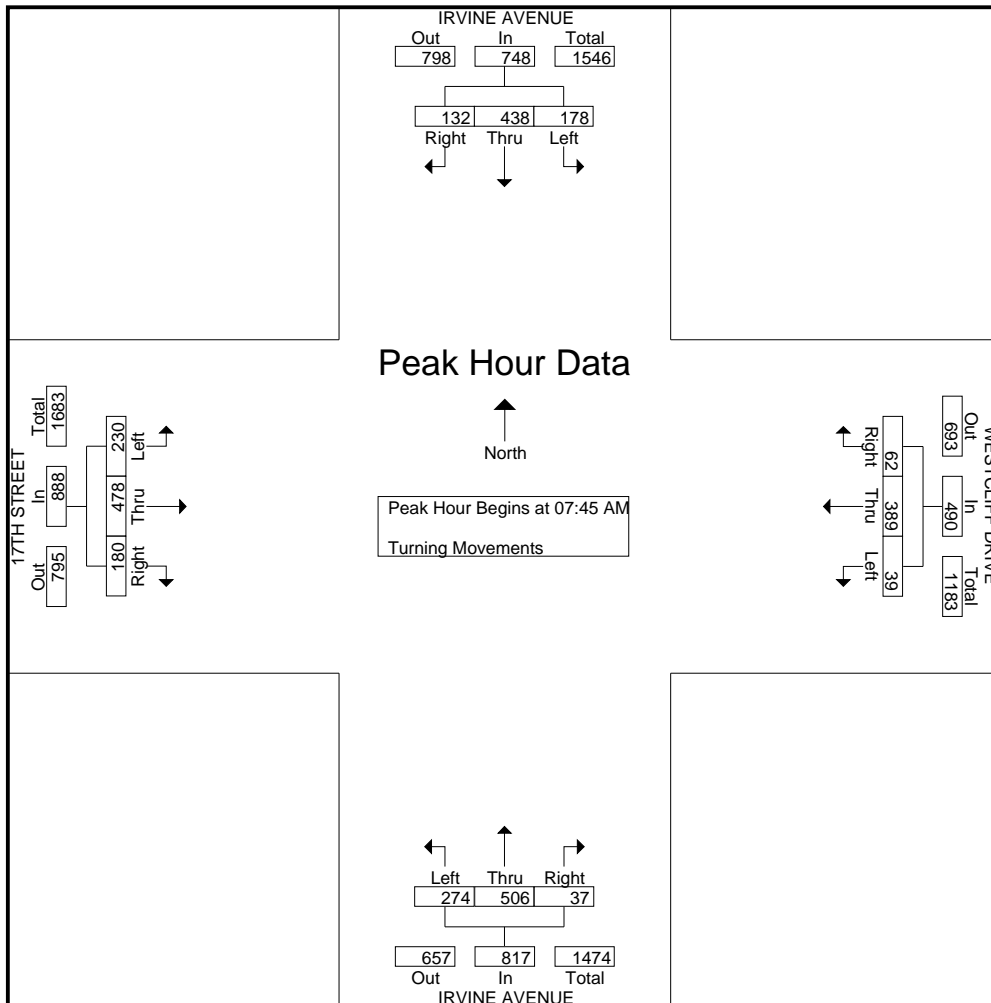 IRVINE AVENUE
Out In Total
798 748 1546
132 438 178
Right Thru Left
Peak Hour Data
North
Peak Hour Begins at 07:45 AM
Turning Movements
17TH STREET
Out In Total
795 888 1683
Right Thru Left
180 478 230
WESTCLIFF DRIVE
Out In Total
693 490 1183
Right Thru Left
62 389 39
Left Thru Right
274 506 37
657 817 1474
Out In Total
IRVINE AVENUE